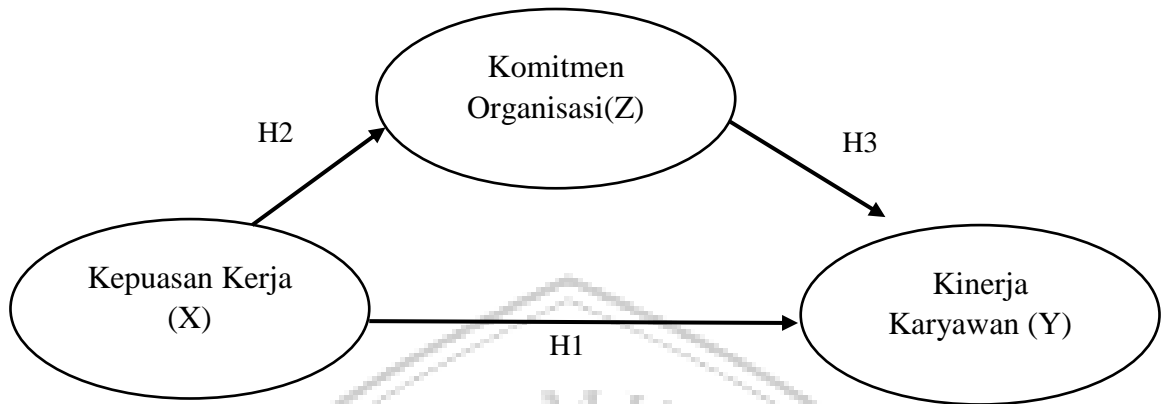 Komitmen
Organisasi(Z)
H2
H3
Kepuasan Kerja
(X)
Kinerja
Karyawan (Y)
H1